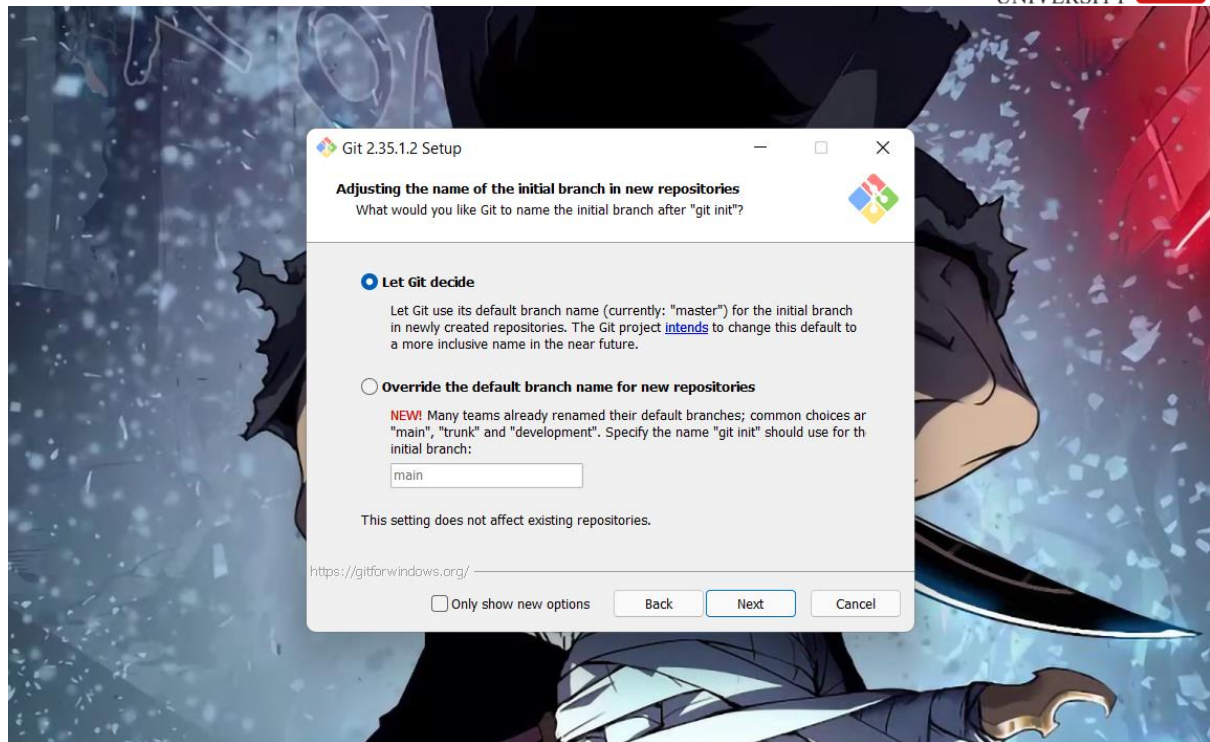 UNIVERSITY
Git 2.35.1.2 Setup
Adjusting the name of the initial branch in new repositories
What would you like Git to name the initial branch after "git init"?
Let Git decide
Let Git use its default branch name (currently: "master") for the initial branch
in newly created repositories. The Git project intends to change this default to
a more inclusive name in the near future.
Override the default branch name for new repositories
NEW! Many teams already renamed their default branches; common choices ar
"main", "trunk" and "development". Specify the name "git init" should use for th
initial branch:
main
This setting does not affect existing repositories.
https://gitforwindows.org/
Only show new options
Back
Next
Cancel